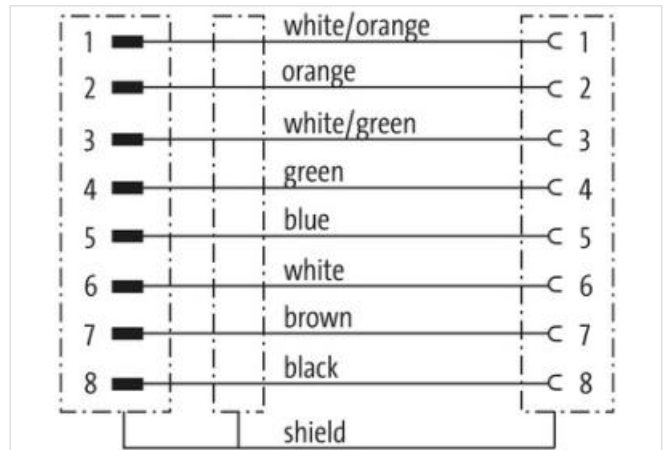 1 white/orange 1
2 orange 2
3 white/green 3
4 green 4
5 blue 5
6 white 6
7 brown 7
8 black 8
shield